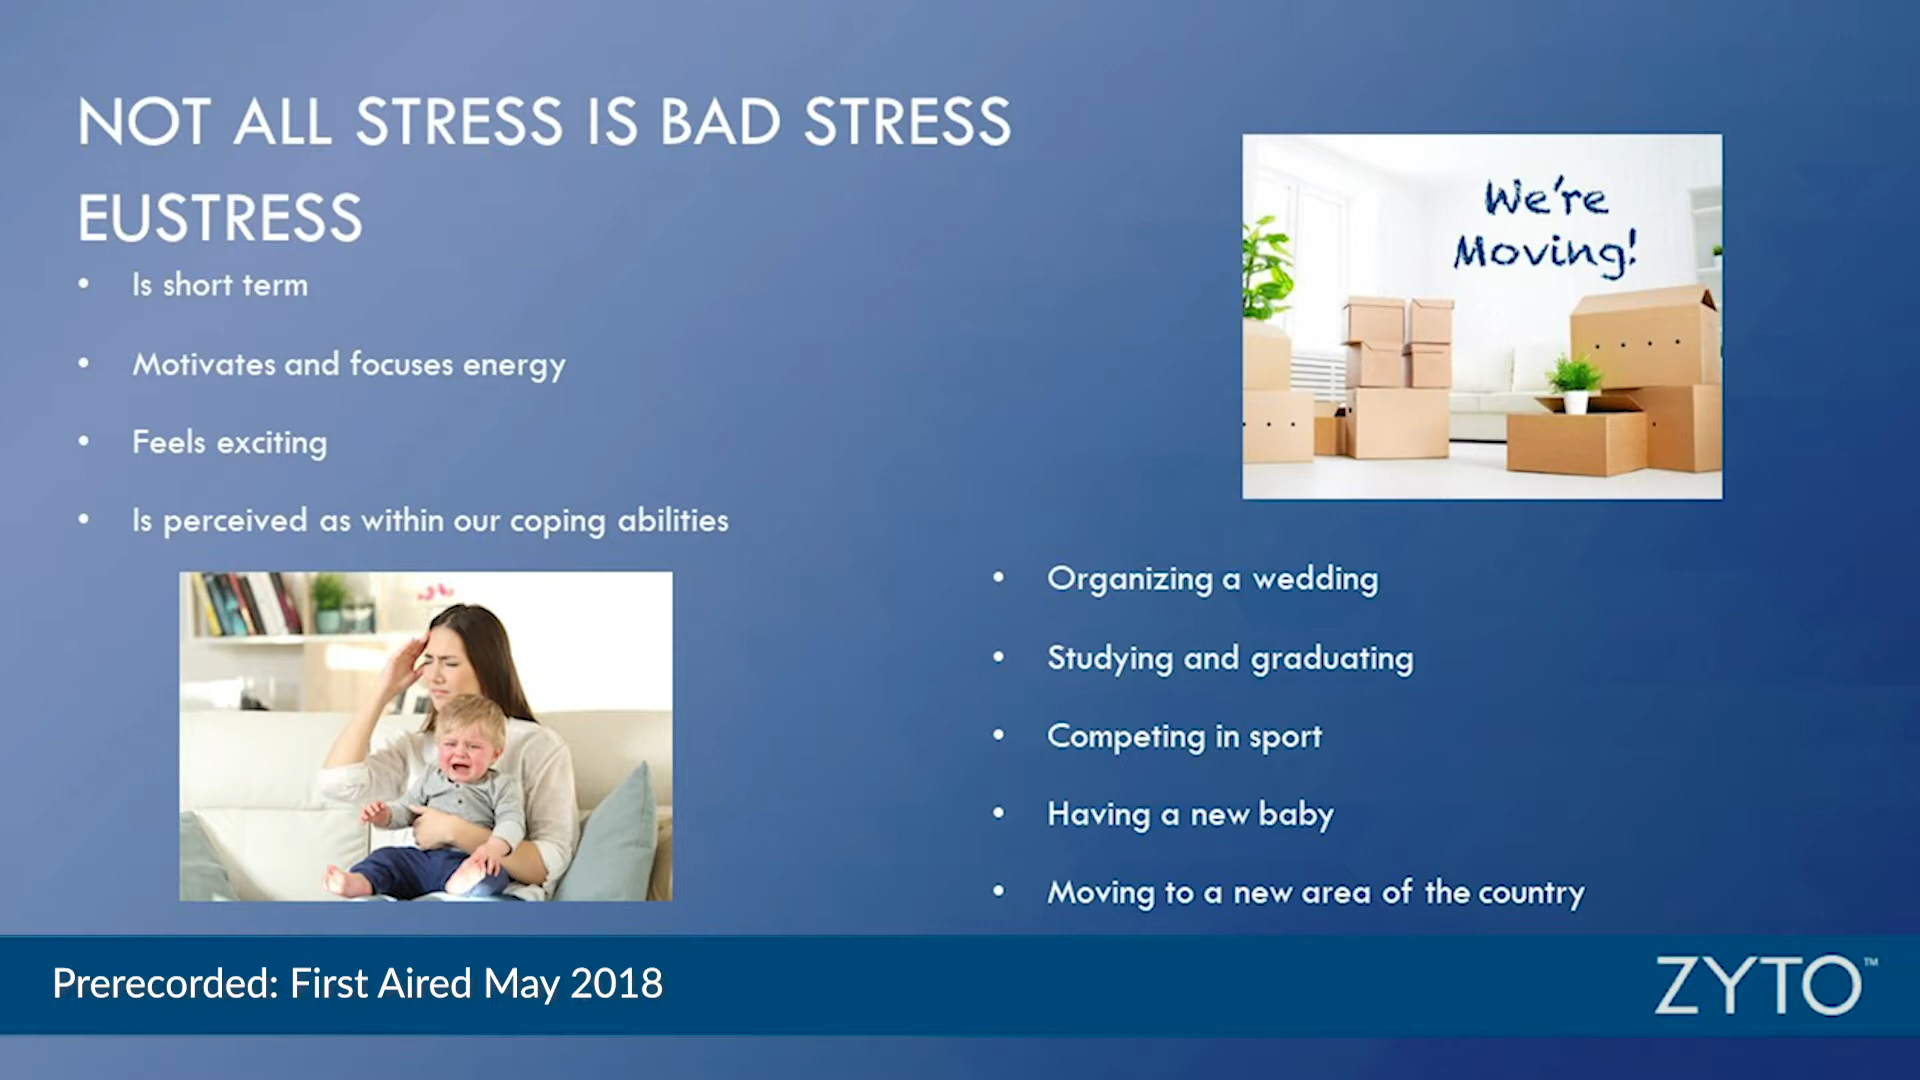 NOT ALL STRESS IS BAD STRESS
EUSTRESS
• Is short term
• Motivates and focuses energy
• Feels exciting
• Is perceived as within our coping abilities
We're
Moving!
• Organizing a wedding
• Studying and graduating
• Competing in sport
• Having a new baby
• Moving to a new area of the country
Prerecorded: First Aired May 2018
ZYTO™